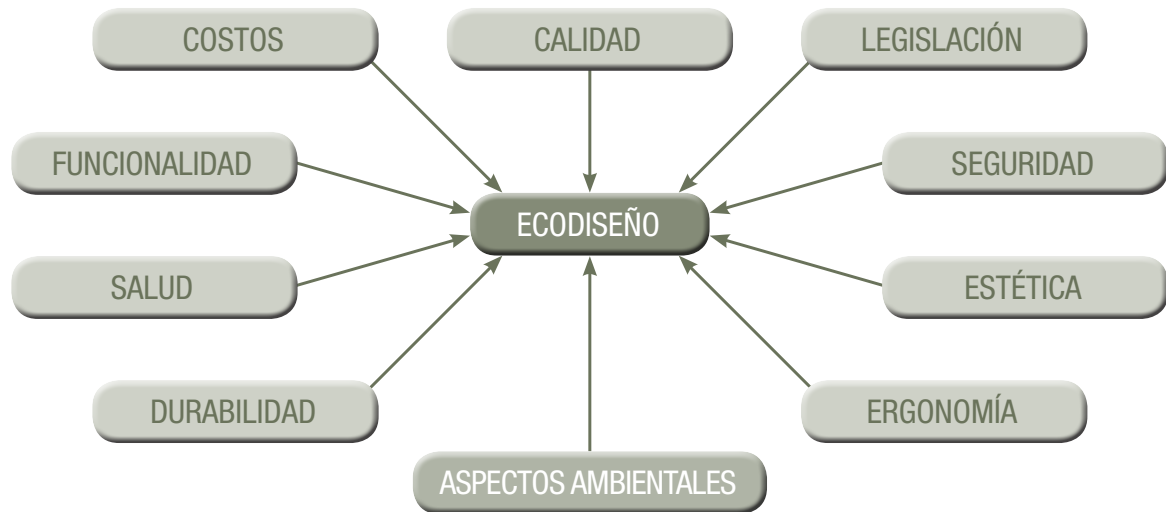 COSTOS
CALIDAD
LEGISLACIÓN
FUNCIONALIDAD
SEGURIDAD
ECODISEÑO
SALUD
ESTÉTICA
DURABILIDAD
ERGONOMÍA
ASPECTOS AMBIENTALES